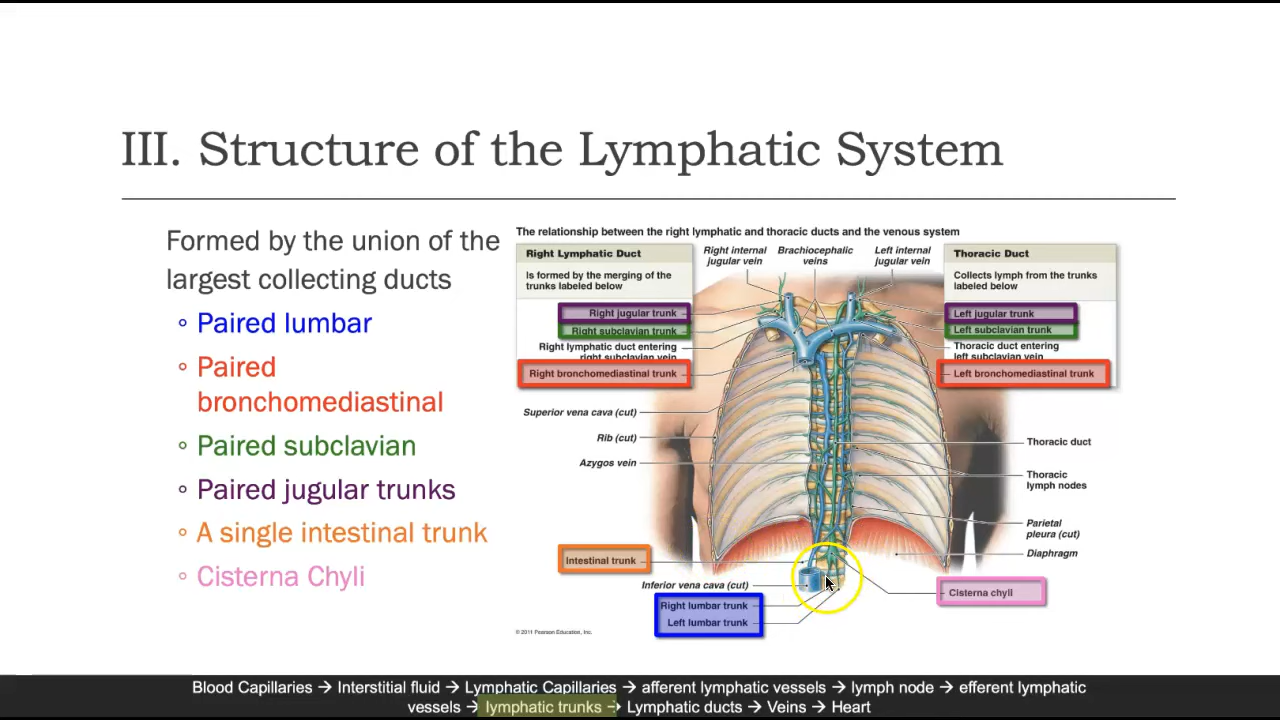 III. Structure of the Lymphatic System
Formed by the union of the
largest collecting ducts
Paired lumbar
Paired
bronchomediastinal
Paired subclavian
Paired jugular trunks
A single intestinal trunk
Cisterna Chyli
The relationship between the right lymphatic and thoracic ducts and the venous system
Right Lymphatic Duct
Is formed by the merging of the
trunks labeled below
Right jugular trunk
Right subclavian trunk
Right lymphatic duct entering
right subclavian vein
Right bronchomediastinal trunk
Right internal
jugular vein
Brachiocephalic
veins
Left internal
jugular vein
Thoracic Duct
Collects lymph from the trunks
labeled below
Left jugular trunk
Left subclavian trunk
Thoracic duct entering
left subclavian vein
Left bronchomediastinal trunk
Superior vena cava (cut)
Rib (cut)
Azygos vein
Thoracic duct
Thoracic
lymph nodes
Parietal
pleura (cut)
Diaphragm
Intestinal trunk
Inferior vena cava (cut)
Right lumbar trunk
Left lumbar trunk
Cisterna chyli
© 2011 Pearson Education, Inc.
Blood Capillaries → Interstitial fluid → Lymphatic Capillaries → afferent lymphatic vessels → lymph node → efferent lymphatic
vessels → lymphatic trunks → Lymphatic ducts → Veins → Heart